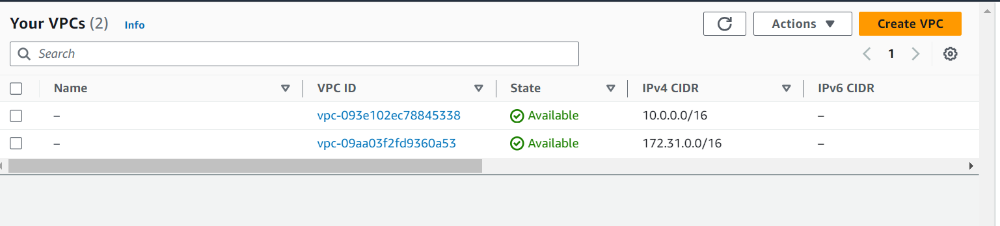 Your VPCs (2) Info Actions Create VPC
Search 1
Name VPC ID State IPv4 CIDR IPv6 CIDR
– vpc-093e102ec78845338 Available 10.0.0.0/16 –
– vpc-09aa03f2fd9360a53 Available 172.31.0.0/16 –